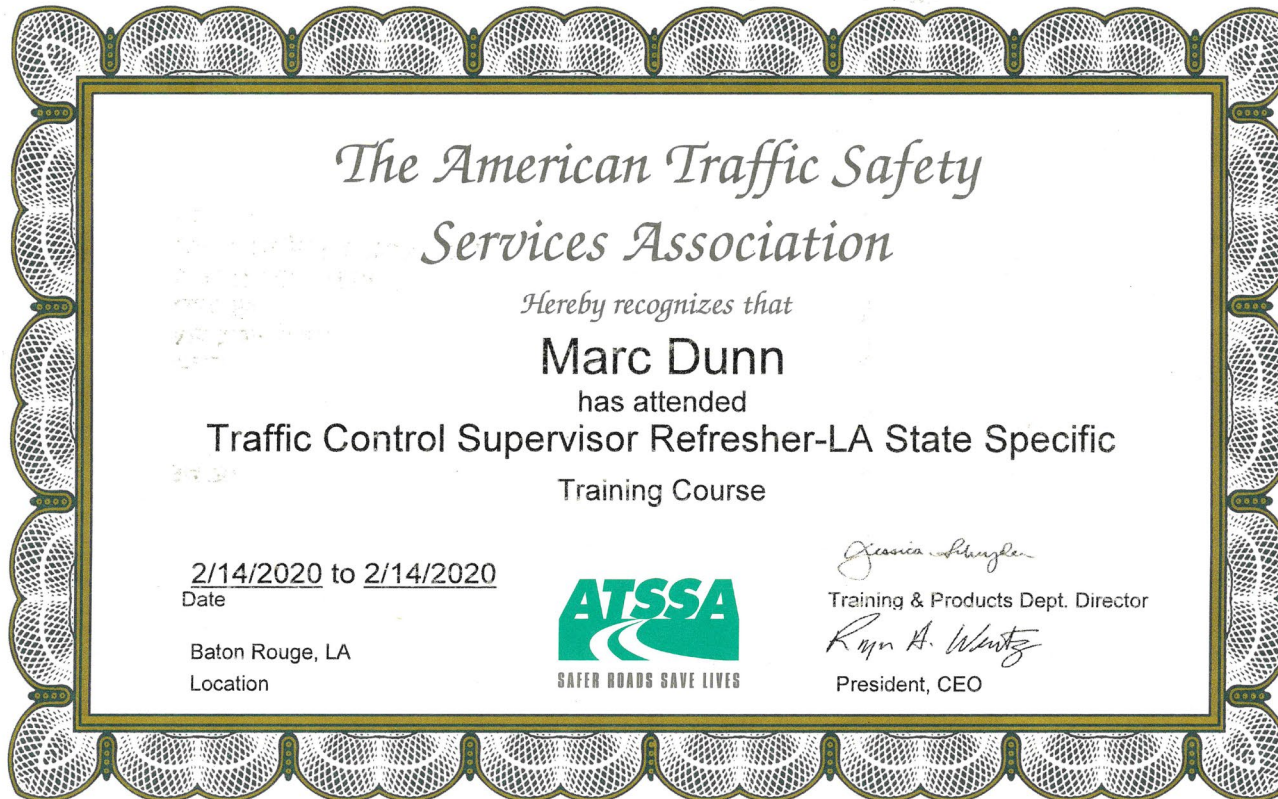 The American Traffic Safety
Services Association
Hereby recognizes that
Marc Dunn
has attended
Traffic Control Supervisor Refresher-LA State Specific
Training Course
2/14/2020 to 2/14/2020
Date
Baton Rouge, LA
Location
ATSSA
SAFER ROADS SAVE LIVES
Jessica
Training & Products Dept. Director
A. Wentz
President, CEO